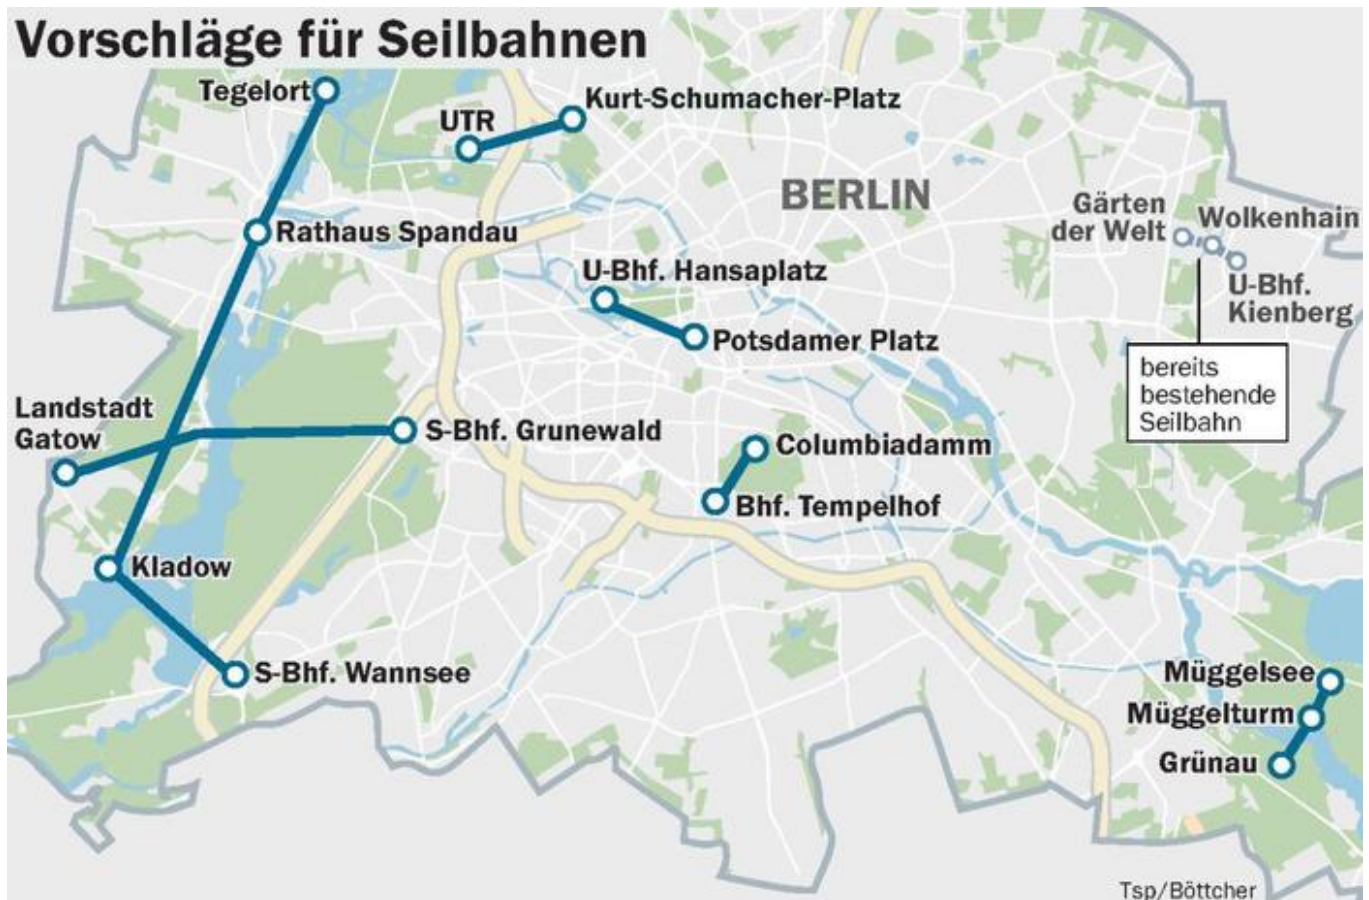 Vorschläge für Seilbahnen
Tegelort
Kurt-Schumacher-Platz
UTR
BERLIN
Gärten
der Welt
Wolkenhain
Rathaus Spandau
U-Bhf. Hansaplatz
U-Bhf.
Kienberg
Potsdamer Platz
bereits
bestehende
Seilbahn
Landstadt
Gatow
S-Bhf. Grunewald
Columbiadamm
Bhf. Tempelhof
Kladow
S-Bhf. Wannsee
Müggelsee
Müggelturm
Grünau
Tsp/Böttcher